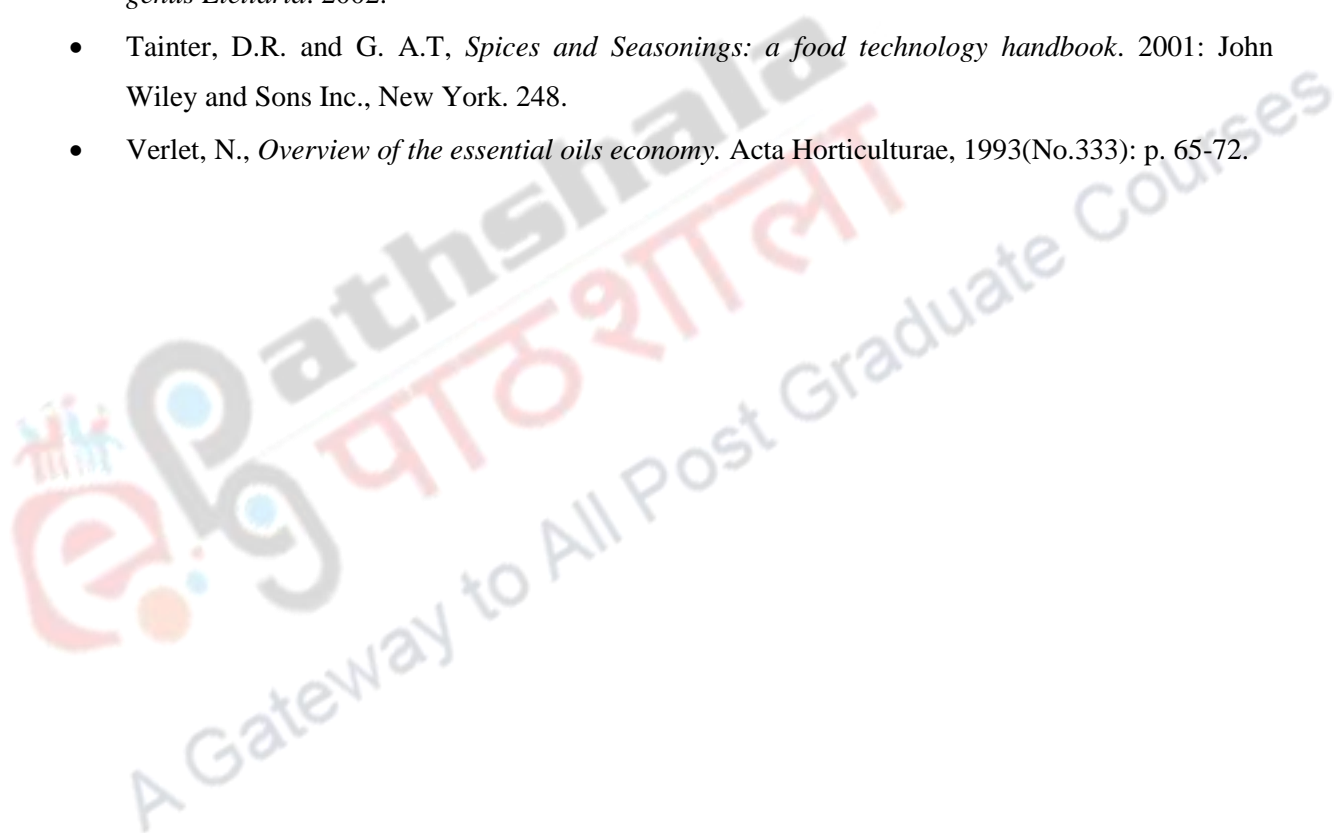 genus Elettaria. 2002.
• Tainter, D.R. and G. A.T, Spices and Seasonings: a food technology handbook. 2001: John
Wiley and Sons Inc., New York. 248.
• Verlet, N., Overview of the essential oils economy. Acta Horticulturae, 1993(No.333): p. 65-72.
Pathshala
पाठशाला
A Gateway to All Post Graduate Courses